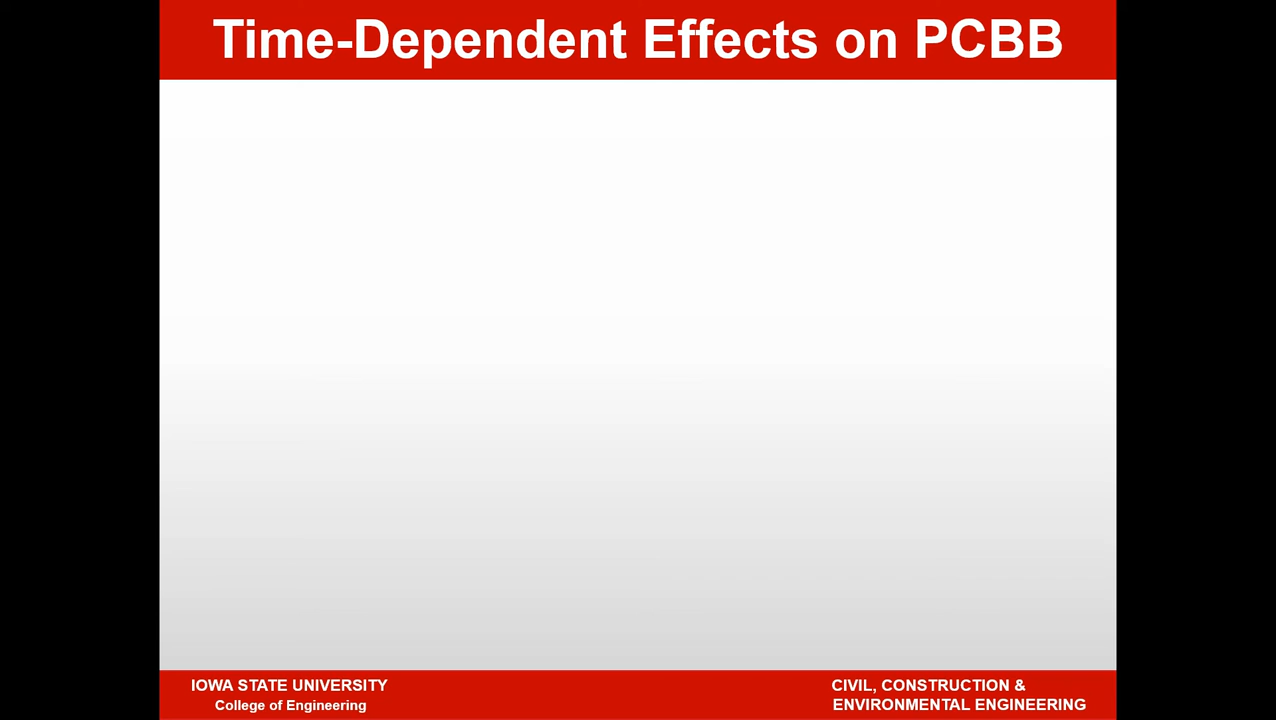 Time-Dependent Effects on PCBB
IOWA STATE UNIVERSITY
College of Engineering
CIVIL, CONSTRUCTION &
ENVIRONMENTAL ENGINEERING